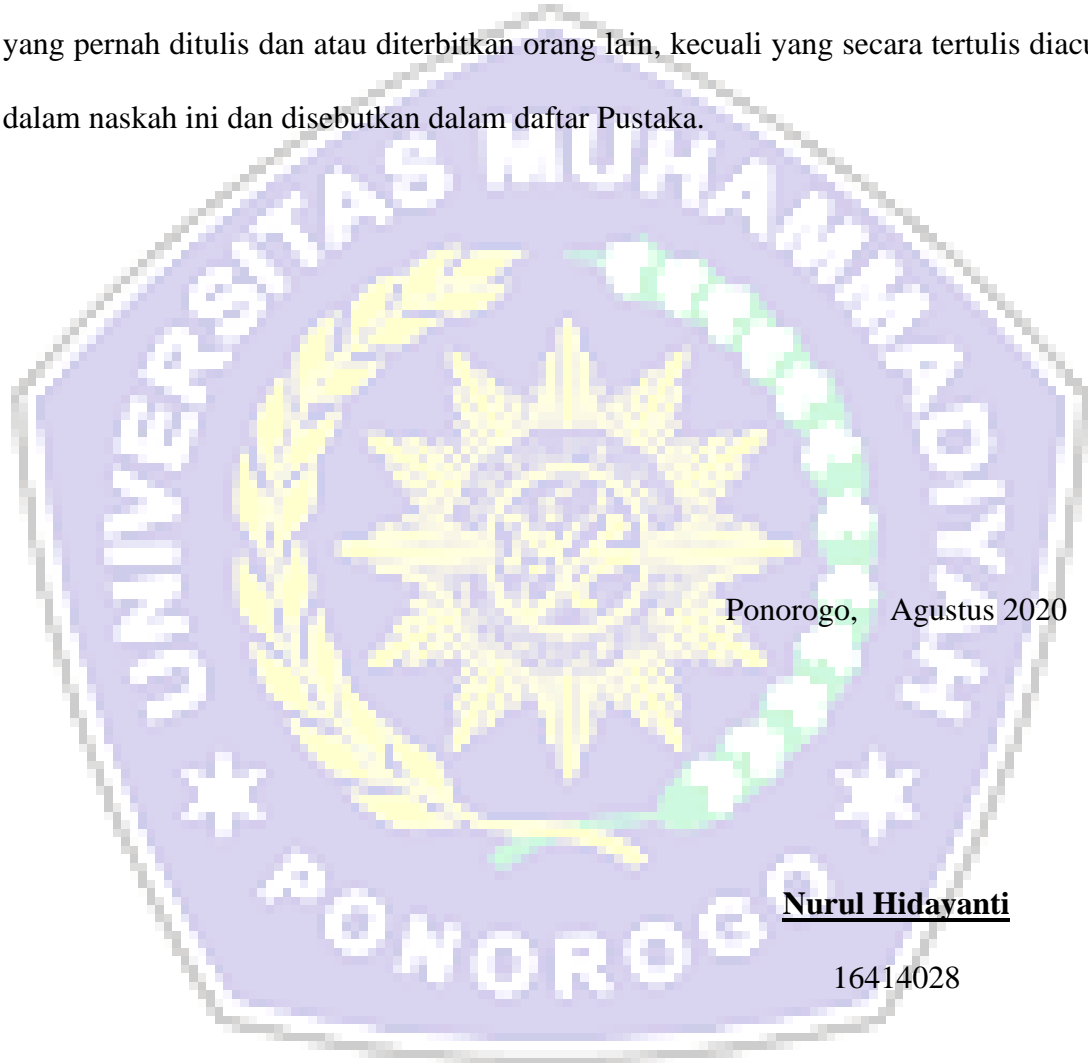 yang pernah ditulis dan atau diterbitkan orang lain, kecuali yang secara tertulis
dalam naskah ini dan disebutkan dalam daftar Pustaka.
UNIVERSITAS MUHAMMADIYAH
Ponorogo, Agustus 2020
PONOROGO
Nurul Hidayanti
16414028